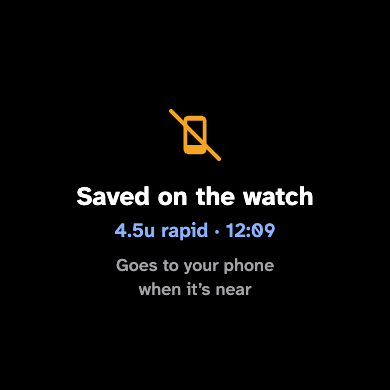 Saved on the watch
4.5u rapid · 12:09
Goes to your phone
when it’s near